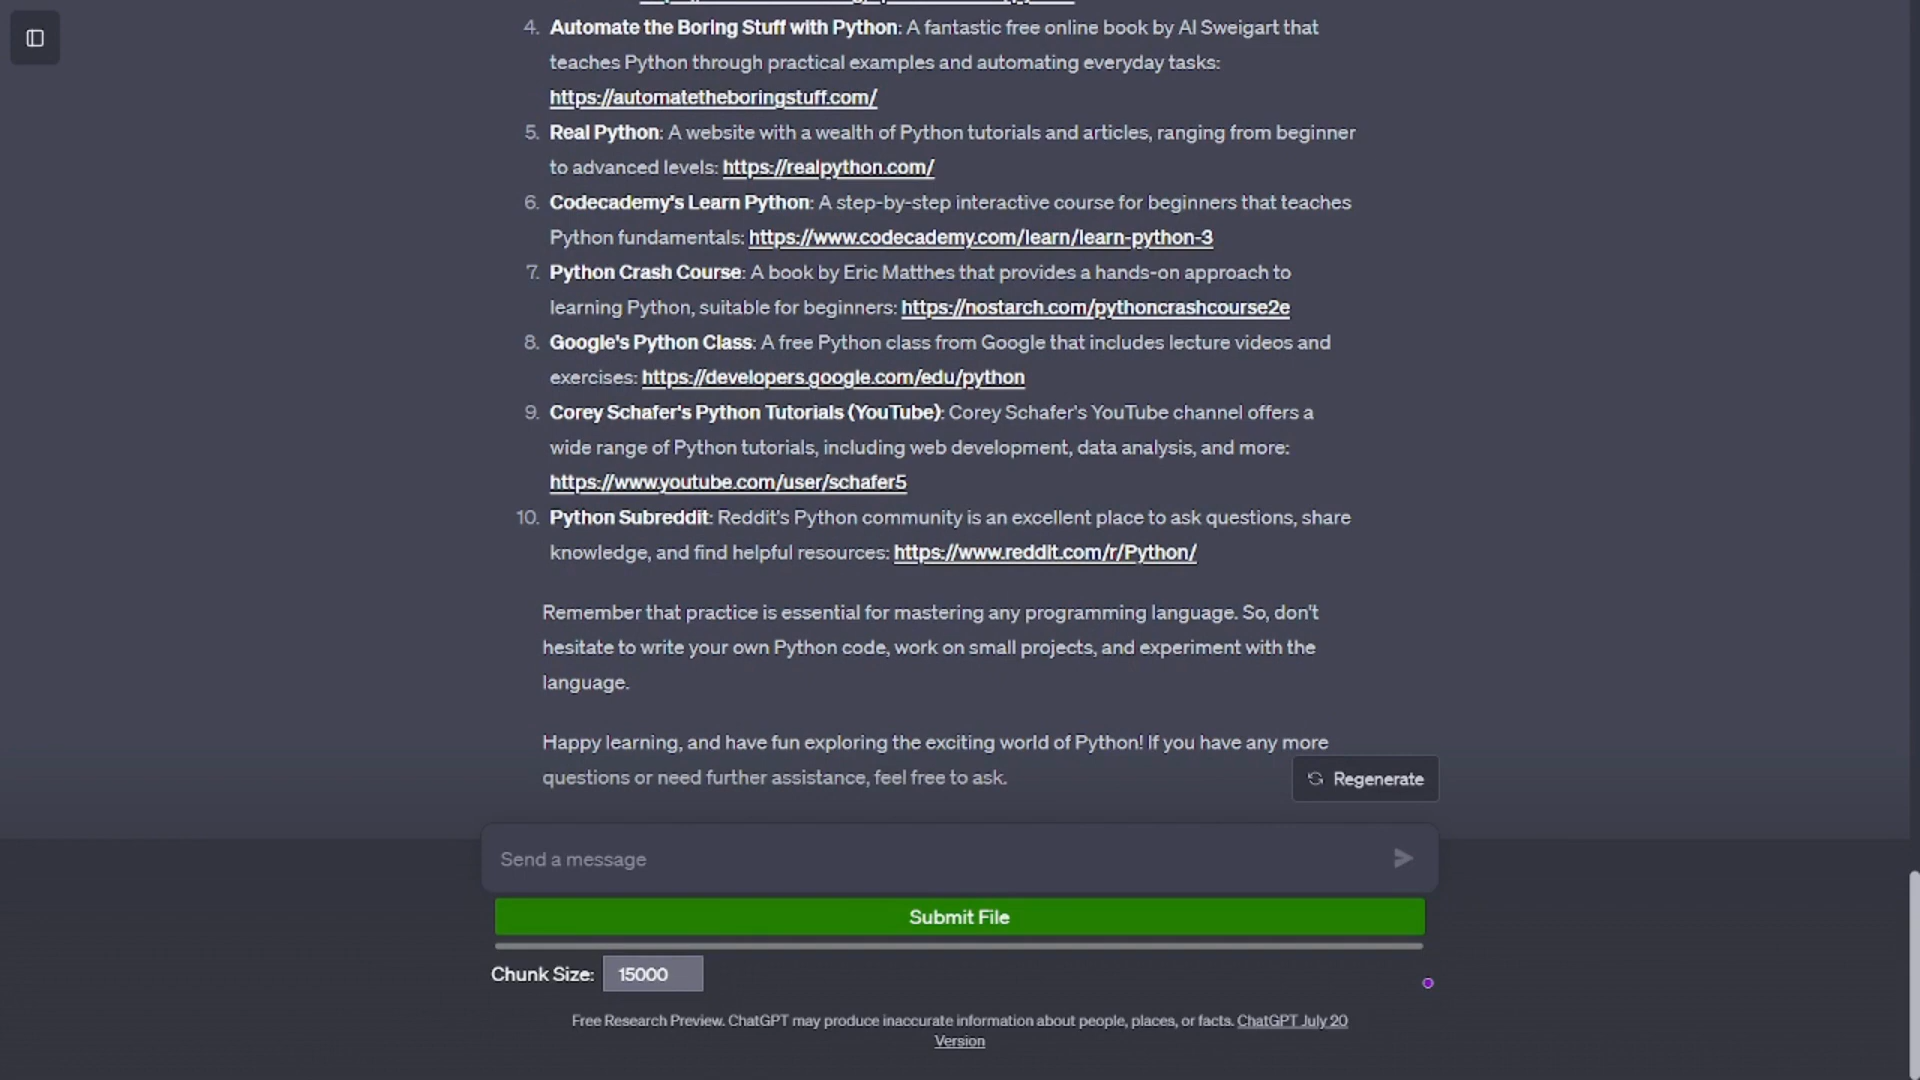 4. Automate the Boring Stuff with Python: A fantastic free online book by Al Sweigart that
teaches Python through practical examples and automating everyday tasks:
https://automatetheboringstuff.com/
5. Real Python: A website with a wealth of Python tutorials and articles, ranging from beginner
to advanced levels: https://realpython.com/
6. Codecademy's Learn Python: A step-by-step interactive course for beginners that teaches
Python fundamentals: https://www.codecademy.com/learn/learn-python-3
7. Python Crash Course: A book by Eric Matthes that provides a hands-on approach to
learning Python, suitable for beginners: https://nostarch.com/pythoncrashcourse2e
8. Google's Python Class: A free Python class from Google that includes lecture videos and
exercises: https://developers.google.com/edu/python
9. Corey Schafer's Python Tutorials (YouTube): Corey Schafer's YouTube channel offers a
wide range of Python tutorials, including web development, data analysis, and more:
https://www.youtube.com/user/schafer5
10. Python Subreddit: Reddit's Python community is an excellent place to ask questions, share
knowledge, and find helpful resources: https://www.reddit.com/r/Python/
Remember that practice is essential for mastering any programming language. So, don't
hesitate to write your own Python code, work on small projects, and experiment with the
language.
Happy learning, and have fun exploring the exciting world of Python! If you have any more
questions or need further assistance, feel free to ask.
Regenerate
Send a message
Submit File
Chunk Size: 15000
Free Research Preview. ChatGPT may produce inaccurate information about people, places, or facts. ChatGPT July 20
Version